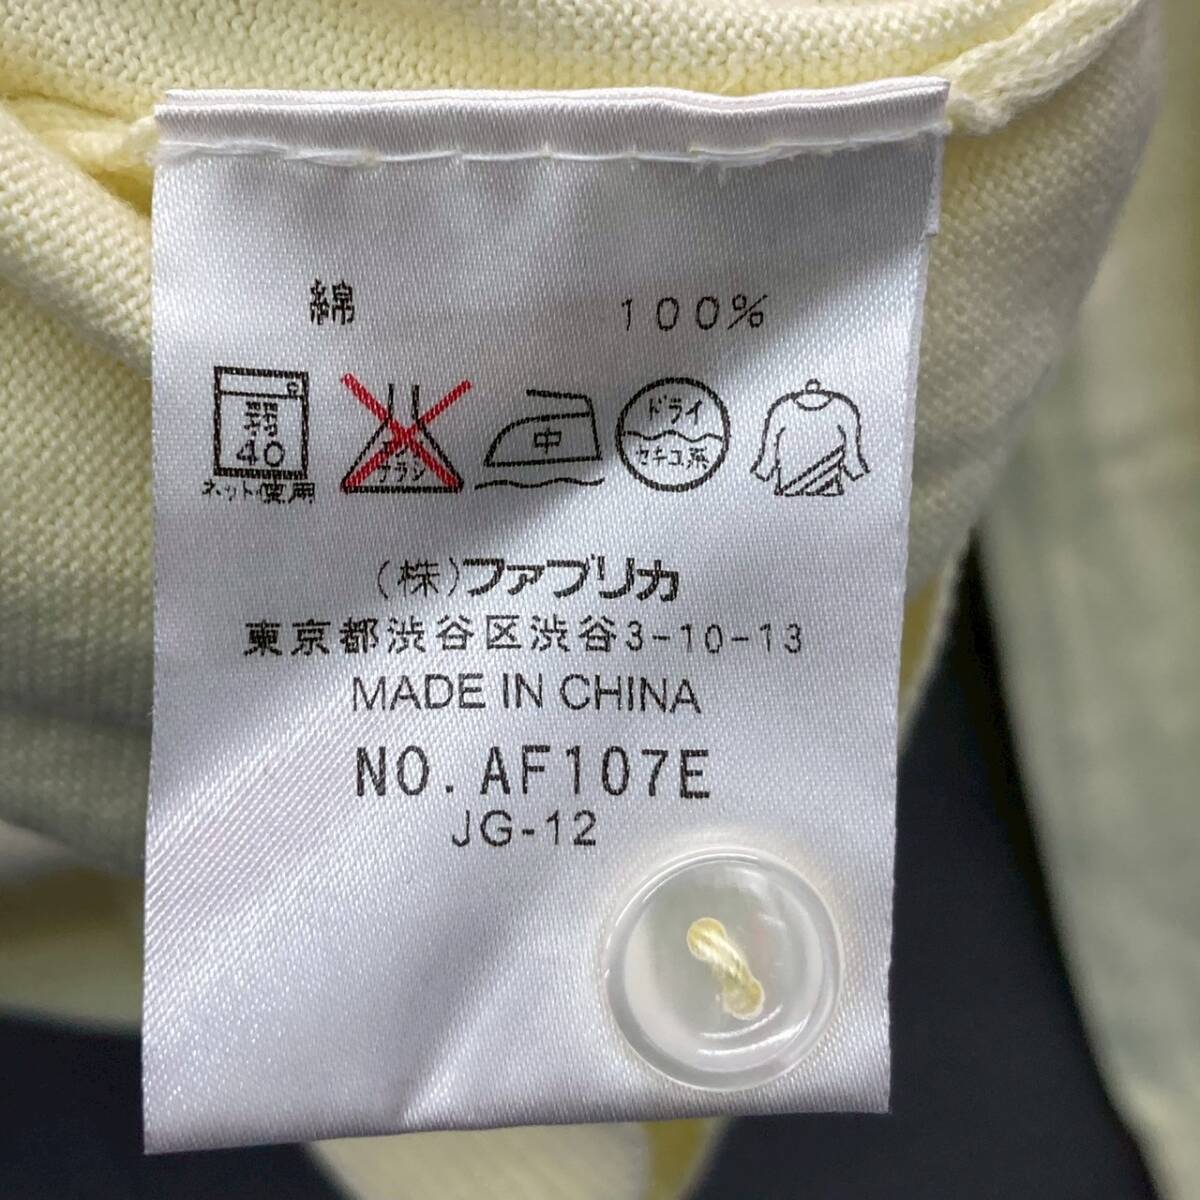 綿 100%
弱 40
ネット使用
エンソ
サラシ
中
ドライ
セキユ系
(株)ファブリカ
東京都渋谷区渋谷3-10-13
MADE IN CHINA
NO. AF107E
JG-12